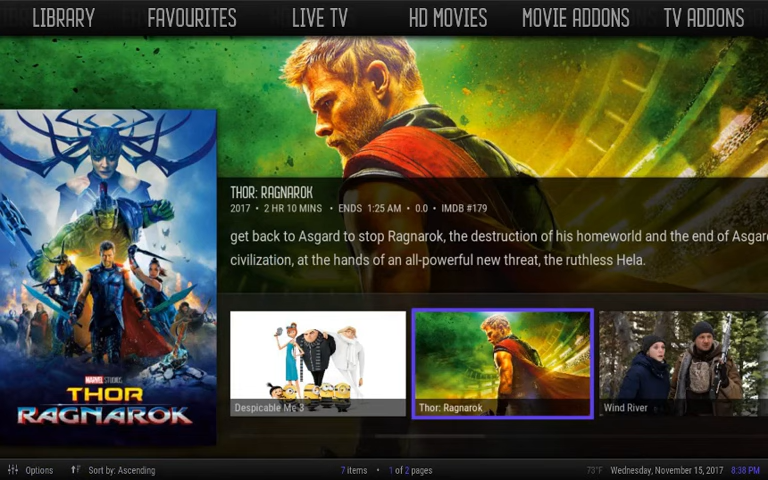 LIBRARY FAVOURITES LIVE TV HD MOVIES MOVIE ADDONS TV ADDONS
THOR: RAGNAROK
2017 • 2 HR 10 MINS • ENDS 1:25 AM • 0.0 • IMDB #179
get back to Asgard to stop Ragnarok, the destruction of his homeworld and the end of Asgar
civilization, at the hands of an all-powerful new threat, the ruthless Hela.
MARVEL STUDIOS
THOR
RAGNAROK
Despicable Me 3 Thor: Ragnarok Wind River
Options Sort by: Ascending 7 items • 1 of 2 pages 73°F Wednesday, November 15, 2017 8:38 PM